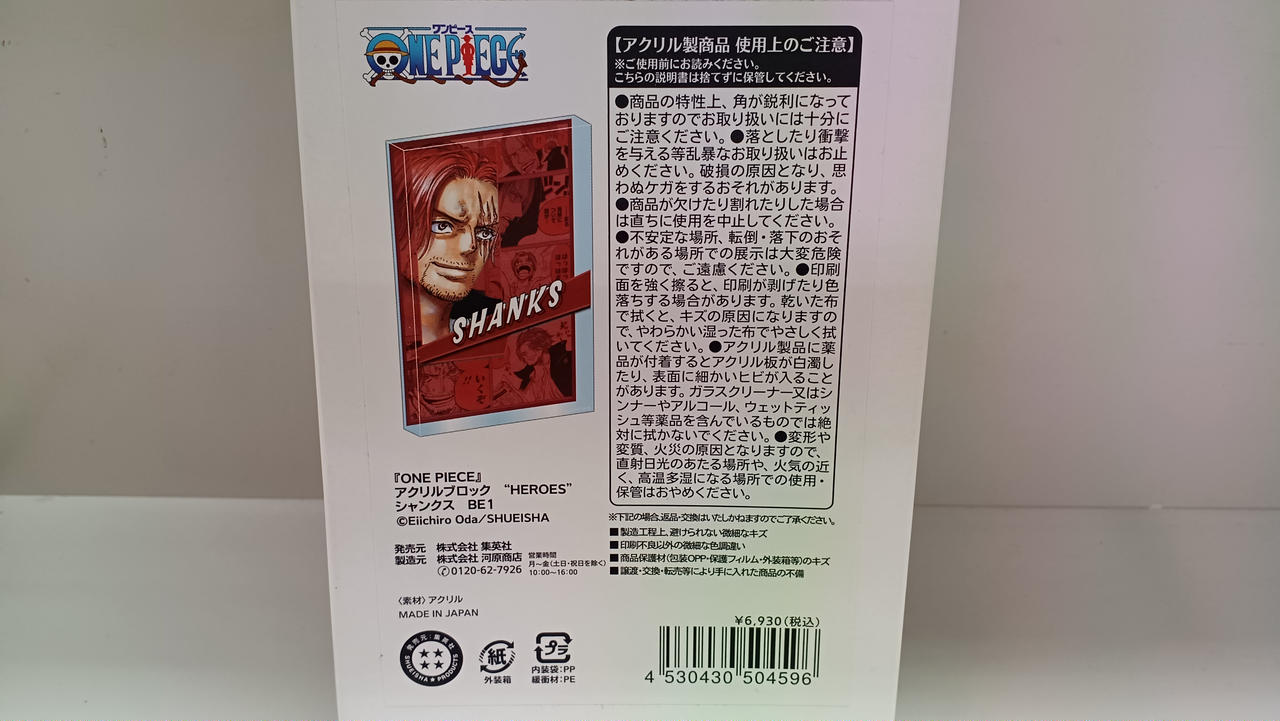 ワンピース
ONE PIECE
SHANKS
いくぞ
!!
『ONE PIECE』
アクリルブロック “HEROES”
シャンクス BE1
©Eiichiro Oda/SHUEISHA
発売元 株式会社 集英社
製造元 株式会社 河原商店
0120-62-7926
営業時間
月〜金(土日・祝日を除く)
10:00〜16:00
〈素材〉アクリル
MADE IN JAPAN
発売元:集英社
SHUEISHA★PRODUCTS
紙
外装箱
プラ
内装袋:PP
緩衝材:PE
【アクリル製商品 使用上のご注意】
※ご使用前にお読みください。
こちらの説明書は捨てずに保管してください。
●商品の特性上、角が鋭利になって
おりますのでお取り扱いには十分に
ご注意ください。●落としたり衝撃
を与える等乱暴なお取り扱いはお止
めください。破損の原因となり、思
わぬケガをするおそれがあります。
●商品が欠けたり割れたりした場合
は直ちに使用を中止してください。
●不安定な場所、転倒・落下のおそ
れがある場所での展示は大変危険
ですので、ご遠慮ください。●印刷
面を強く擦ると、印刷が剥げたり色
落ちする場合があります。乾いた布
で拭くと、キズの原因になりますの
で、やわらかい湿った布でやさしく拭
いてください。●アクリル製品に薬
品が付着するとアクリル板が白濁し
たり、表面に細かいヒビが入ること
があります。ガラスクリーナー又はシ
ンナーやアルコール、ウェットティッ
シュ等薬品を含んでいるものでは絶
対に拭かないでください。●変形や
変質、火災の原因となりますので、
直射日光のあたる場所や、火気の近
く、高温多湿になる場所での使用・
保管はおやめください。
※下記の場合、返品・交換はいたしかねますのでご了承ください。
■製造工程上、避けられない微細なキズ
■印刷不良以外の微細な色調違い
■商品保護材(包装OPP・保護フィルム・外装箱等)のキズ
■譲渡・交換・転売等により手に入れた商品の不備
¥6,930(税込)
4 530430 504596